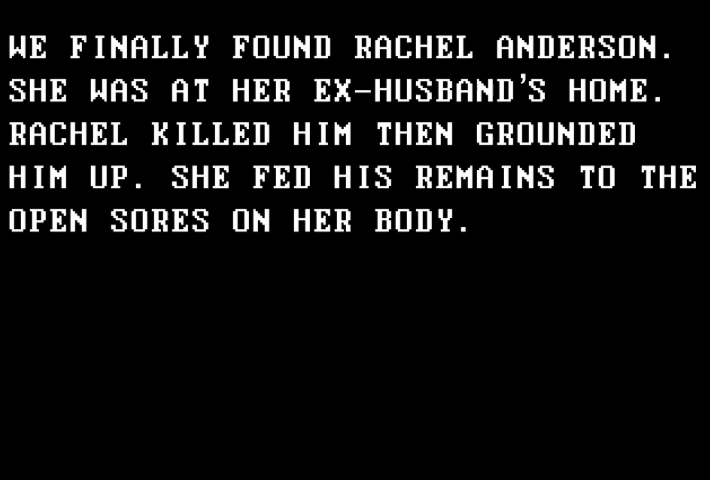 WE FINALLY FOUND RACHEL ANDERSON.
SHE WAS AT HER EX-HUSBAND'S HOME.
RACHEL KILLED HIM THEN GROUNDED
HIM UP. SHE FED HIS REMAINS TO THE
OPEN SORES ON HER BODY.